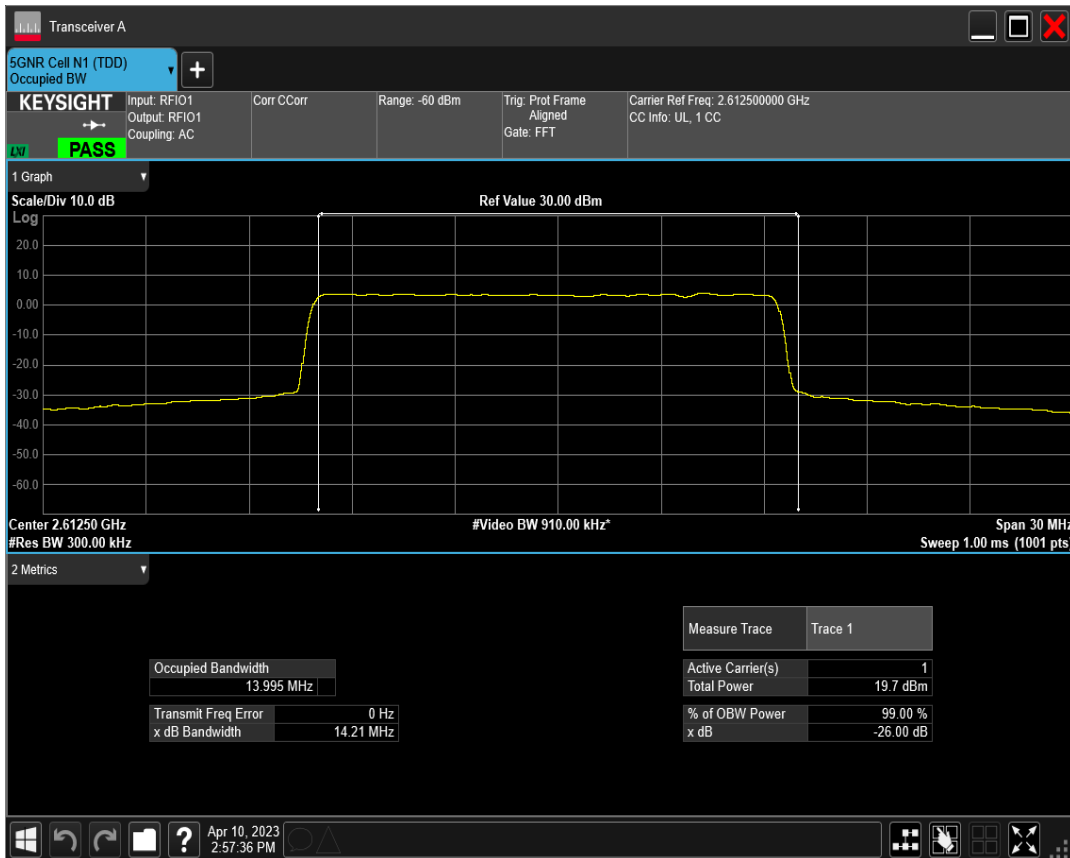 Transceiver A
5GNR Cell N1 (TDD)
Occupied BW
+
KEYSIGHT
LXI
PASS
Input: RFIO1
Output: RFIO1
Coupling: AC
Corr CCorr
Range: -60 dBm
Trig: Prot Frame
Aligned
Gate: FFT
Carrier Ref Freq: 2.612500000 GHz
CC Info: UL, 1 CC
1 Graph
Scale/Div 10.0 dB
Ref Value 30.00 dBm
Log
20.0
10.0
0.00
-10.0
-20.0
-30.0
-40.0
-50.0
-60.0
Center 2.61250 GHz
#Video BW 910.00 kHz*
Span 30 MHz
#Res BW 300.00 kHz
Sweep 1.00 ms (1001 pts)
2 Metrics
Measure Trace Trace 1
Occupied Bandwidth
13.995 MHz
Active Carrier(s) 1
Total Power 19.7 dBm
Transmit Freq Error 0 Hz
x dB Bandwidth 14.21 MHz
% of OBW Power 99.00 %
x dB -26.00 dB
?
Apr 10, 2023
2:57:36 PM